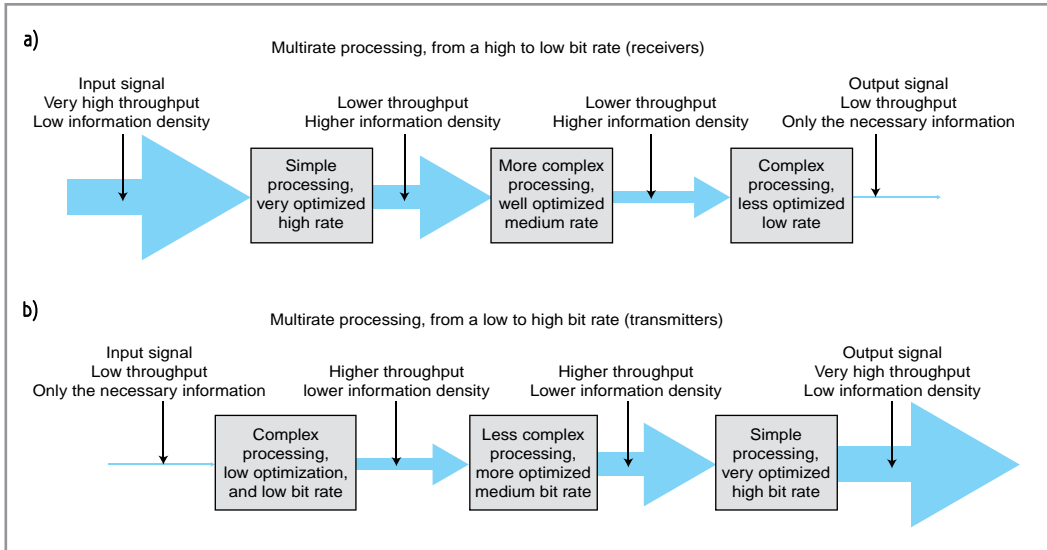 a)
Multirate processing, from a high to low bit rate (receivers)
Input signal
Very high throughput
Low information density
Lower throughput
Higher information density
Lower throughput
Higher information density
Output signal
Low throughput
Only the necessary information
Simple
processing,
very optimized
high rate
More complex
processing,
well optimized
medium rate
Complex
processing,
less optimized
low rate
b)
Multirate processing, from a low to high bit rate (transmitters)
Input signal
Low throughput
Only the necessary information
Higher throughput
lower information density
Higher throughput
Lower information density
Output signal
Very high throughput
Low information density
Complex
processing,
low optimization,
and low bit rate
Less complex
processing,
more optimized
medium bit rate
Simple
processing,
very optimized
high bit rate